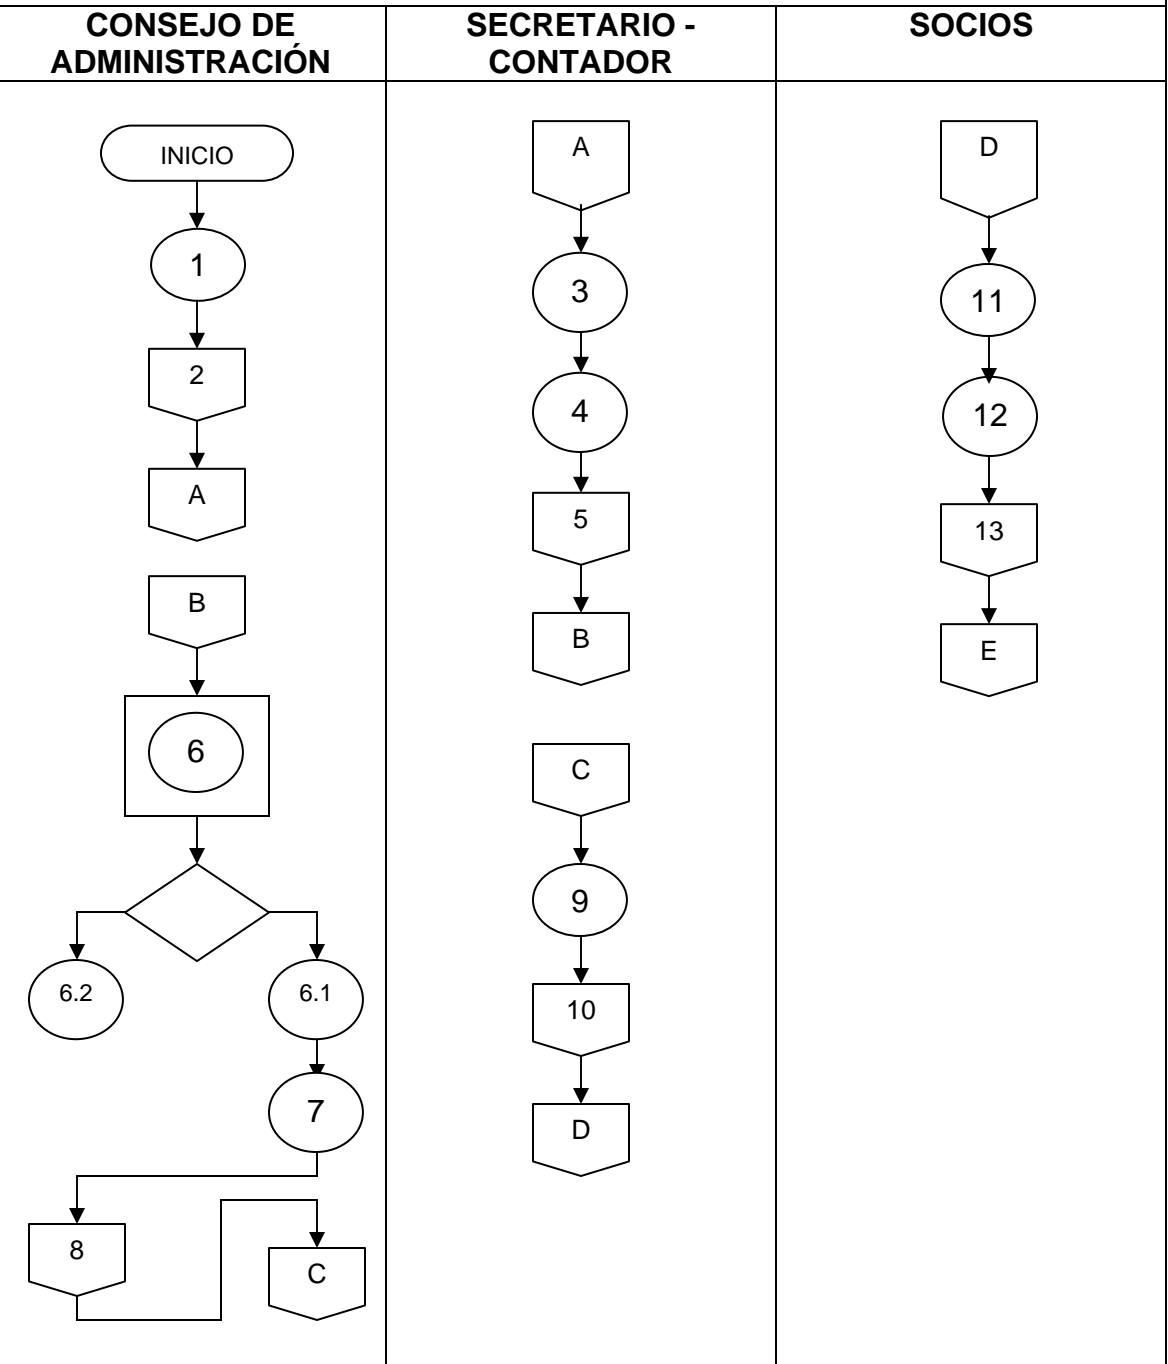 CONSEJO DE
ADMINISTRACIÓN
SECRETARIO -
CONTADOR
SOCIOS
INICIO
1
2
A
B
6
6.2
6.1
7
8
C
A
3
4
5
B
C
9
10
D
D
11
12
13
E